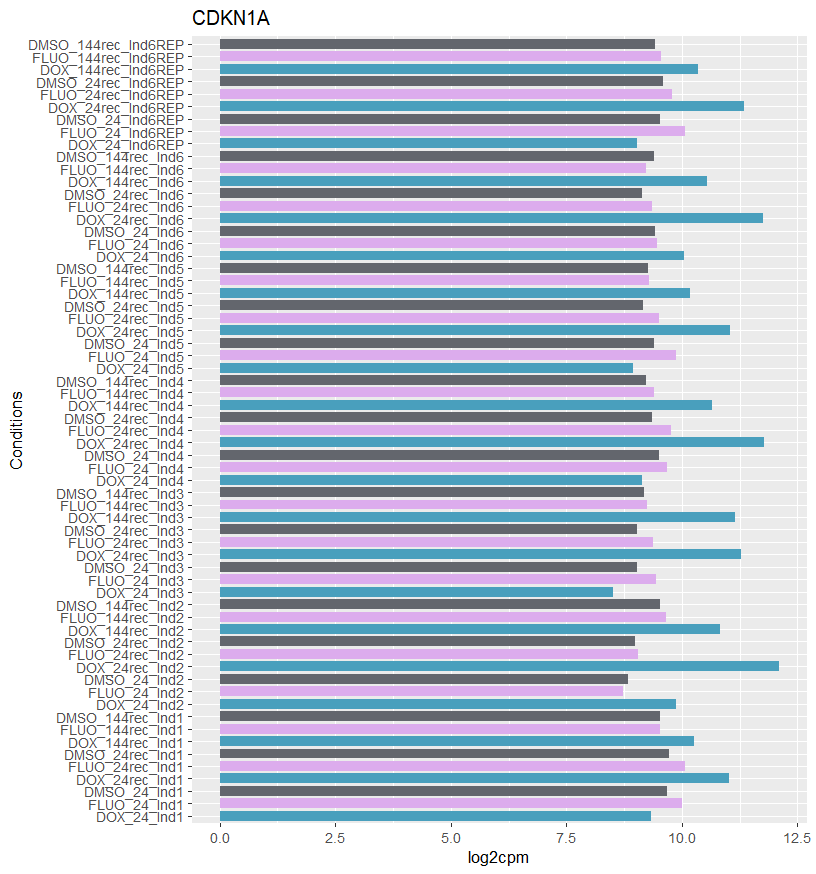 CDKN1A
DMSO_144rec_Ind6REP
FLUO_144rec_Ind6REP
DOX_144rec_Ind6REP
DMSO_24rec_Ind6REP
FLUO_24rec_Ind6REP
DOX_24rec_Ind6REP
DMSO_24_Ind6REP
FLUO_24_Ind6REP
DOX_24_Ind6REP
DMSO_144rec_Ind6
FLUO_144rec_Ind6
DOX_144rec_Ind6
DMSO_24rec_Ind6
FLUO_24rec_Ind6
DOX_24rec_Ind6
DMSO_24_Ind6
FLUO_24_Ind6
DOX_24_Ind6
DMSO_144rec_Ind5
FLUO_144rec_Ind5
DOX_144rec_Ind5
DMSO_24rec_Ind5
FLUO_24rec_Ind5
DOX_24rec_Ind5
DMSO_24_Ind5
FLUO_24_Ind5
DOX_24_Ind5
DMSO_144rec_Ind4
FLUO_144rec_Ind4
DOX_144rec_Ind4
DMSO_24rec_Ind4
FLUO_24rec_Ind4
DOX_24rec_Ind4
DMSO_24_Ind4
FLUO_24_Ind4
DOX_24_Ind4
DMSO_144rec_Ind3
FLUO_144rec_Ind3
DOX_144rec_Ind3
DMSO_24rec_Ind3
FLUO_24rec_Ind3
DOX_24rec_Ind3
DMSO_24_Ind3
FLUO_24_Ind3
DOX_24_Ind3
DMSO_144rec_Ind2
FLUO_144rec_Ind2
DOX_144rec_Ind2
DMSO_24rec_Ind2
FLUO_24rec_Ind2
DOX_24rec_Ind2
DMSO_24_Ind2
FLUO_24_Ind2
DOX_24_Ind2
DMSO_144rec_Ind1
FLUO_144rec_Ind1
DOX_144rec_Ind1
DMSO_24rec_Ind1
FLUO_24rec_Ind1
DOX_24rec_Ind1
DMSO_24_Ind1
FLUO_24_Ind1
DOX_24_Ind1
Conditions
0.0 2.5 5.0 7.5 10.0 12.5
log2cpm